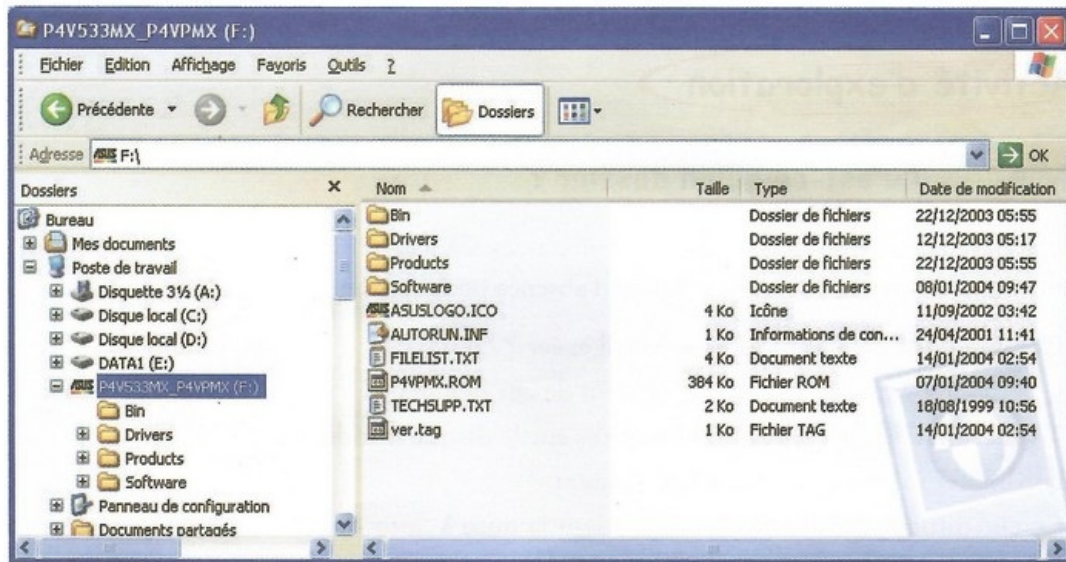 P4V533MX_P4VPMX (F:)
Fichier Edition Affichage Favoris Outils ?
Précédente Rechercher Dossiers
Adresse ASUS F:\ OK
Dossiers
Bureau
Mes documents
Poste de travail
Disquette 3½ (A:)
Disque local (C:)
Disque local (D:)
DATA1 (E:)
ASUS P4V533MX_P4VPMX (F:)
Bin
Drivers
Products
Software
Panneau de configuration
Documents partagés
Nom Taille Type Date de modification
Bin Dossier de fichiers 22/12/2003 05:55
Drivers Dossier de fichiers 12/12/2003 05:17
Products Dossier de fichiers 22/12/2003 05:55
Software Dossier de fichiers 08/01/2004 09:47
ASUS ASUSLOGO.ICO 4 Ko Icône 11/09/2002 03:42
AUTORUN.INF 1 Ko Informations de con... 24/04/2001 11:41
FILELIST.TXT 4 Ko Document texte 14/01/2004 02:54
P4VPMX.ROM 384 Ko Fichier ROM 07/01/2004 09:40
TECHSUPP.TXT 2 Ko Document texte 18/08/1999 10:56
ver.tag 1 Ko Fichier TAG 14/01/2004 02:54